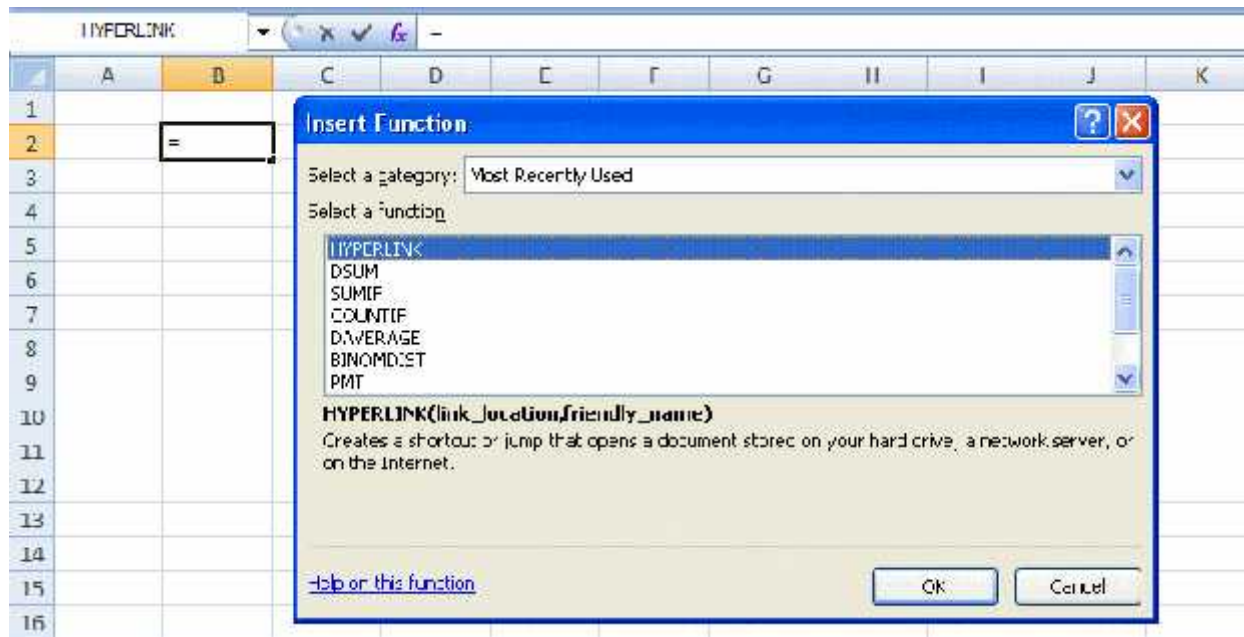 HYPERLINK fx =
A B C D E F G H I J K
1
2 =
3
4
5
6
7
8
9
10
11
12
13
14
15
16
Insert Function ?
Select a category: Most Recently Used
Select a function
HYPERLINK
DSUM
SUMIF
COUNTIF
DAVERAGE
BINOMDIST
PMT
HYPERLINK(link_location,friendly_name)
Creates a shortcut or jump that opens a document stored on your hard drive, a network server, or
on the Internet.
Help on this function OK Cancel